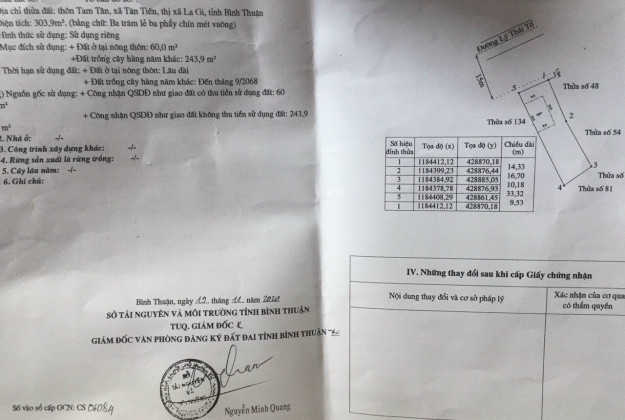 Địa chỉ thửa đất: thôn Tam Tân, xã Tân Tiến, thị xã La Gi, tỉnh Bình Thuận
Diện tích: 303,9m². (bằng chữ: Ba trăm lẻ ba phẩy chín mét vuông)
Hình thức sử dụng: Sử dụng riêng
Mục đích sử dụng: + Đất ở tại nông thôn: 60,0 m²
+Đất trồng cây hàng năm khác: 243,9 m²
Thời hạn sử dụng đất: + Đất ở tại nông thôn: Lâu dài
+ Đất trồng cây hàng năm khác: Đến tháng 9/2068
g) Nguồn gốc sử dụng: + Công nhận QSDĐ như giao đất có thu tiền sử dụng đất: 60
m²
+ Công nhận QSDĐ như giao đất không thu tiền sử dụng đất: 243,9
m²
2. Nhà ở: -/-
3. Công trình xây dựng khác: -/-
4. Rừng sản xuất là rừng trồng: -/-
5. Cây lâu năm: -/-
6. Ghi chú:
Bình Thuận, ngày 12 tháng 11 năm 2020
SỞ TÀI NGUYÊN VÀ MÔI TRƯỜNG TỈNH BÌNH THUẬN
TUQ. GIÁM ĐỐC
GIÁM ĐỐC VĂN PHÒNG ĐĂNG KÝ ĐẤT ĐAI TỈNH BÌNH THUẬN
Nguyễn Minh Quang
Số vào sổ cấp GCN: CS 06084
Đường Lý Thái Tổ
15m
5
1
Thửa số 48
Thửa số 134
2
Thửa số 54
3
Thửa số
4
Thửa số 81
Số hiệu đỉnh thửa Tọa độ (x) Tọa độ (y) Chiều dài (m)
1 1184412,12 428870,18
14,33
2 1184399,23 428876,44
16,70
3 1184384,92 428885,05
10,18
4 1184378,78 428876,93
33,32
5 1184408,29 428861,45
9,53
1 1184412,12 428870,18
IV. Những thay đổi sau khi cấp Giấy chứng nhận
Nội dung thay đổi và cơ sở pháp lý
Xác nhận của cơ qua
có thẩm quyền